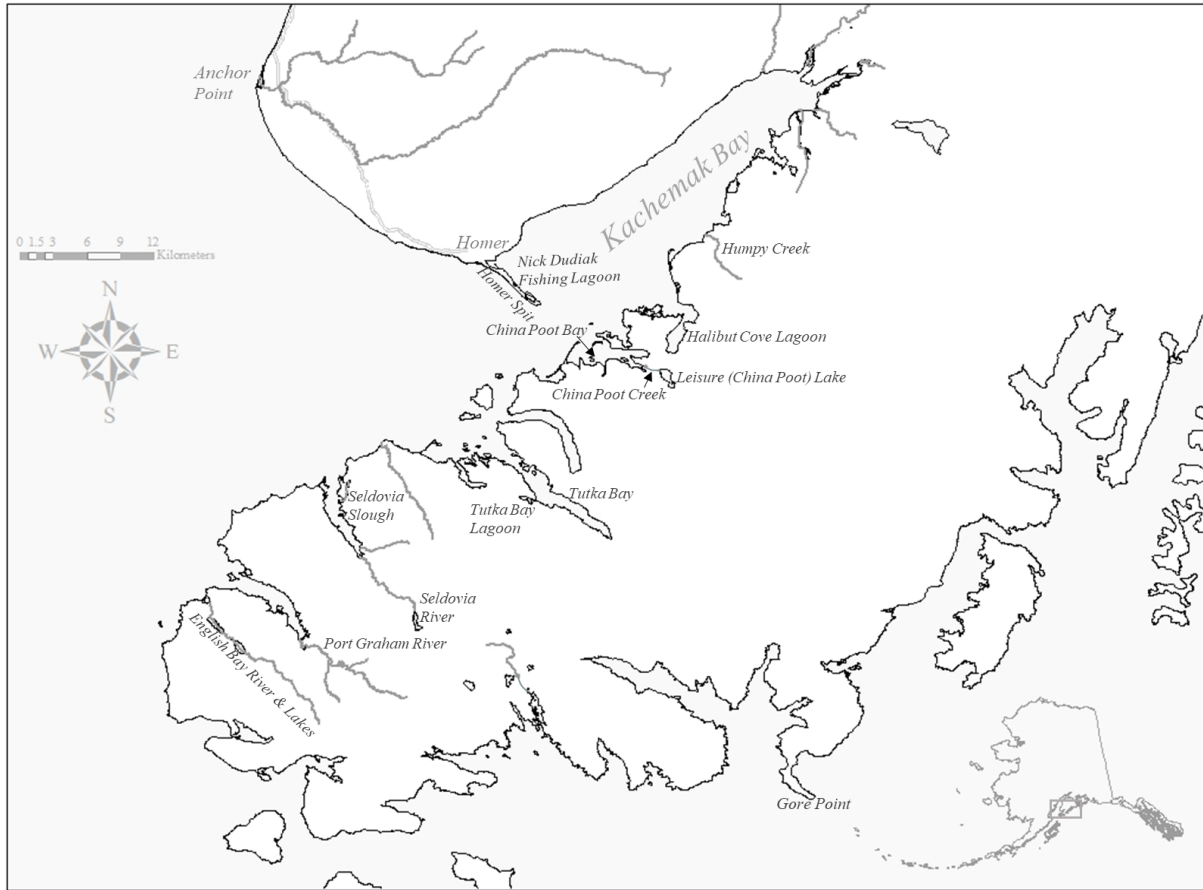 Anchor
Point
Kachemak Bay
Homer
Nick Dudiak
Fishing Lagoon
Homer Spit
Humpy Creek
0 1.5 3 6 9 12
Kilometers
N
W E
S
China Poot Bay
Halibut Cove Lagoon
Leisure (China Poot) Lake
China Poot Creek
Seldovia
Slough
Tutka Bay
Lagoon
Tutka Bay
Seldovia
River
Port Graham River
English Bay River & Lakes
Gore Point